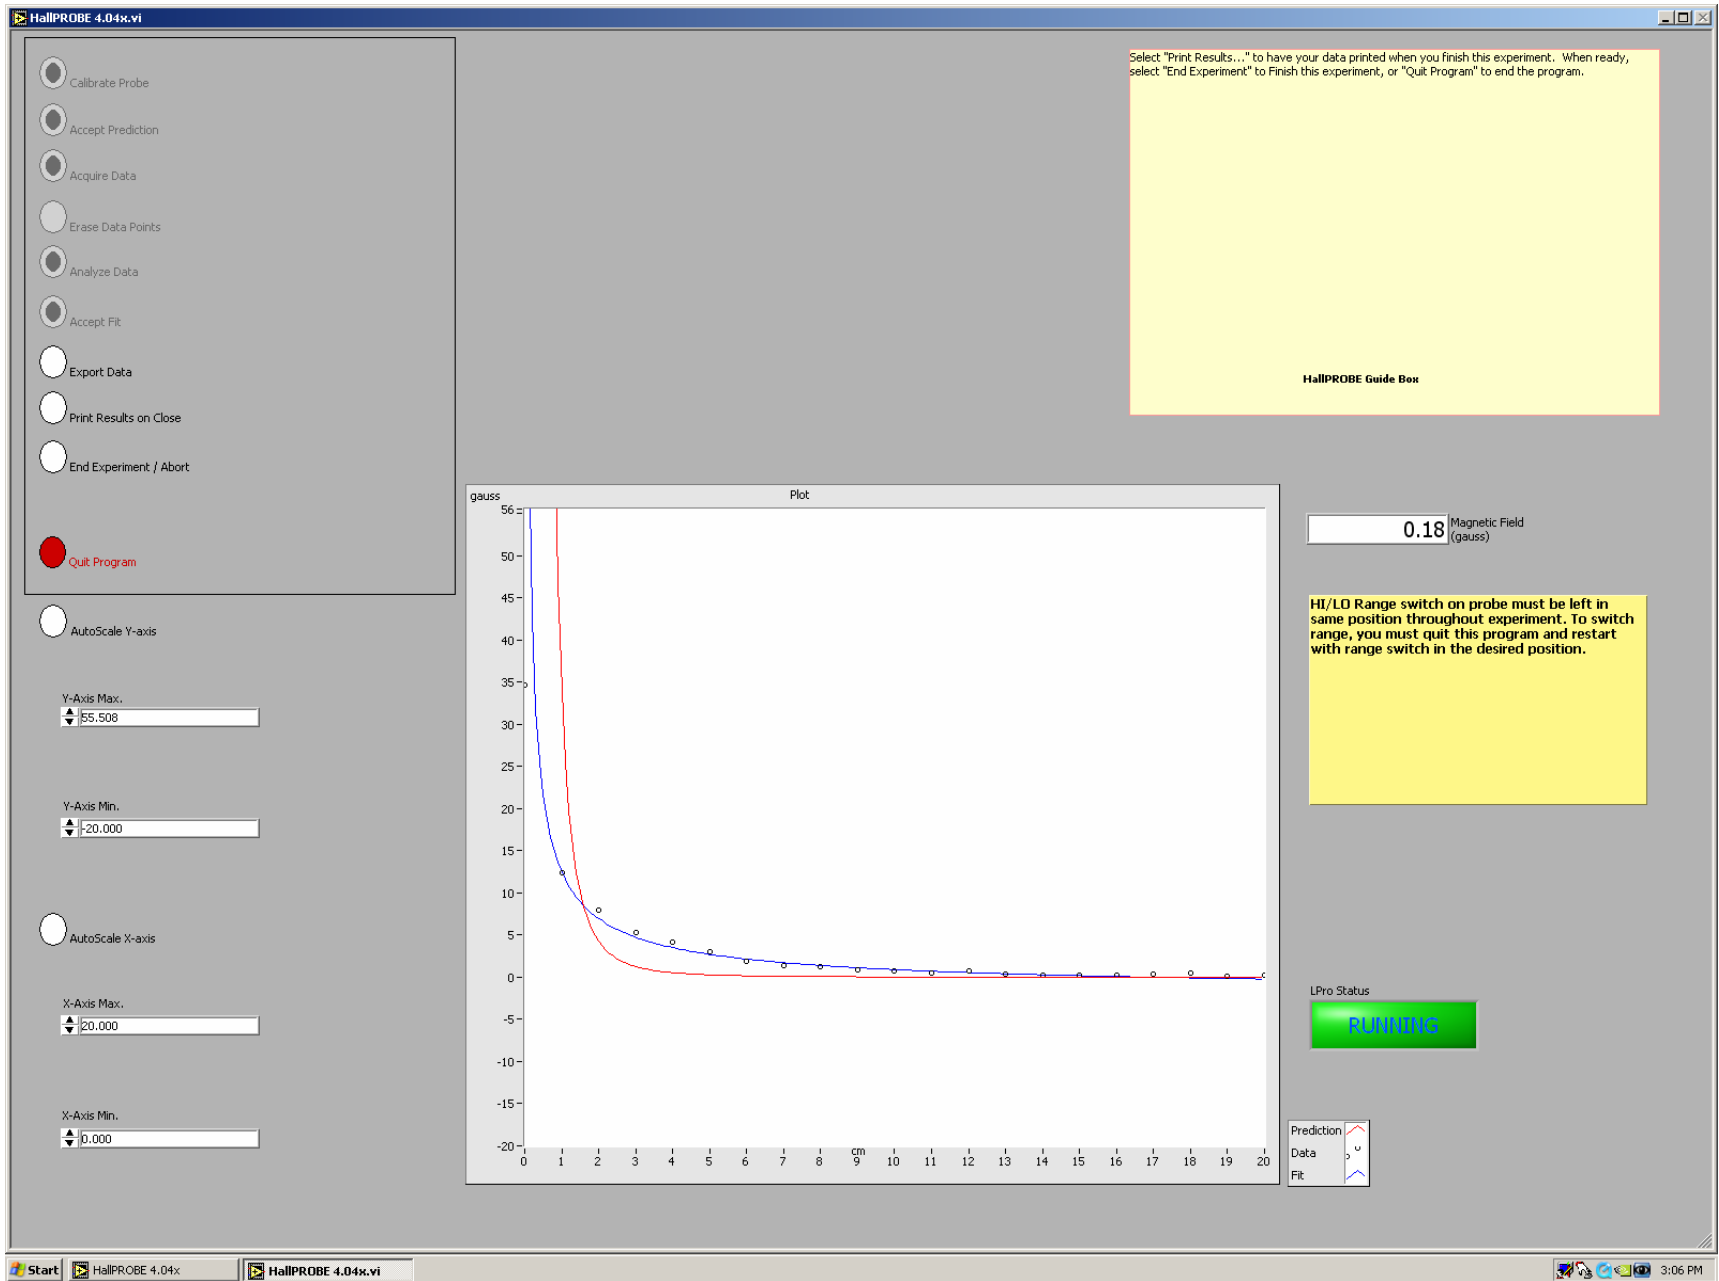 HallPROBE 4.04x.vi
Calibrate Probe
Accept Prediction
Acquire Data
Erase Data Points
Analyze Data
Accept Fit
Export Data
Print Results on Close
End Experiment / Abort
Quit Program
Select "Print Results..." to have your data printed when you finish this experiment.  When ready,
select "End Experiment" to Finish this experiment, or "Quit Program" to end the program.
HallPROBE Guide Box
AutoScale Y-axis
Y-Axis Max.
55.508
Y-Axis Min.
-20.000
AutoScale X-axis
X-Axis Max.
20.000
X-Axis Min.
0.000
gauss
Plot
56
50
45
40
35
30
25
20
15
10
5
0
-5
-10
-15
-20
0 1 2 3 4 5 6 7 8 9 10 11 12 13 14 15 16 17 18 19 20
cm
0.18
Magnetic Field
(gauss)
HI/LO Range switch on probe must be left in
same position throughout experiment. To switch
range, you must quit this program and restart
with range switch in the desired position.
LPro Status
RUNNING
Prediction
Data
Fit
Start
HallPROBE 4.04x
HallPROBE 4.04x.vi
3:06 PM